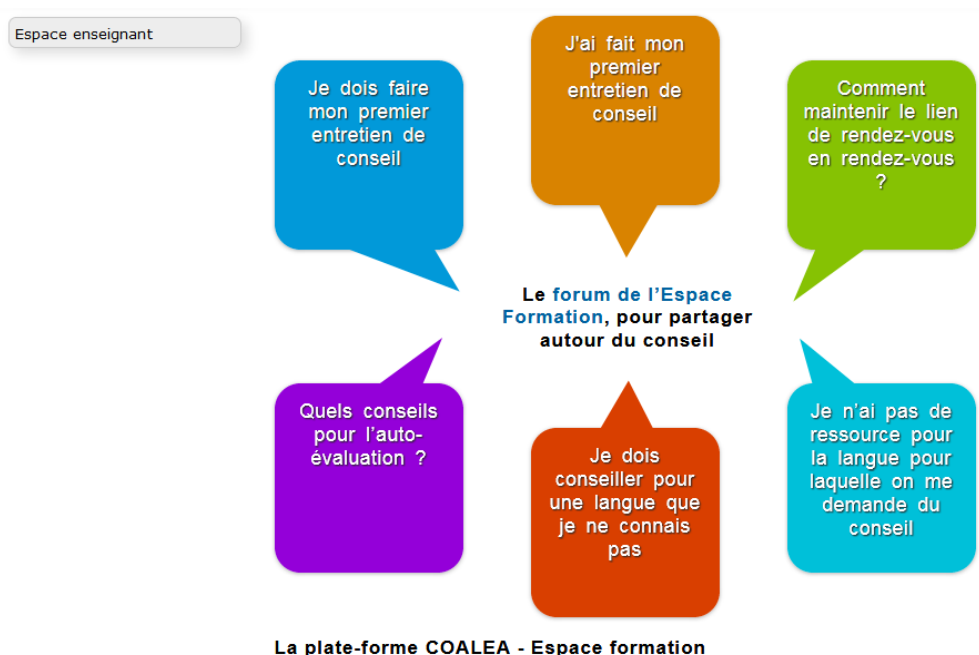 Espace enseignant
J'ai fait mon
premier
entretien de
conseil
Je dois faire
mon premier
entretien de
conseil
Comment
maintenir le lien
de rendez-vous
en rendez-vous
?
Le forum de l’Espace
Formation, pour partager
autour du conseil
Quels conseils
pour l’auto-
évaluation ?
Je dois
conseiller pour
une langue que
je ne connais
pas
Je n’ai pas de
ressource pour
la langue pour
laquelle on me
demande du
conseil
La plate-forme COALEA - Espace formation